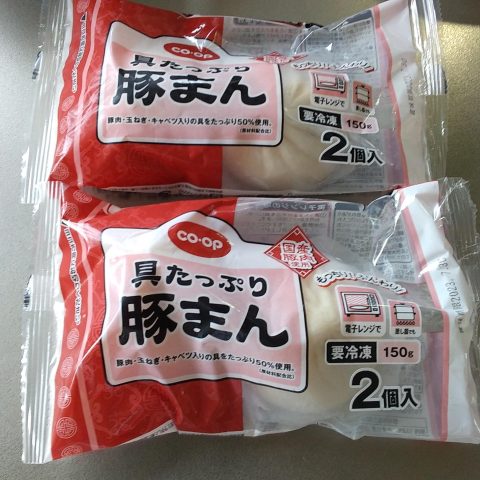 CO-OP
具たっぷり
豚まん
豚肉・玉ねぎ・キャベツ入りの具をたっぷり50%使用。
(原材料配合比)
電子レンジで
要冷凍 150g
2個入
CO-OP
国産
豚肉
使用
具たっぷり
豚まん
豚肉・玉ねぎ・キャベツ入りの具をたっぷり50%使用。
(原材料配合比)
電子レンジで
蒸し器でも
要冷凍 150g
2個入